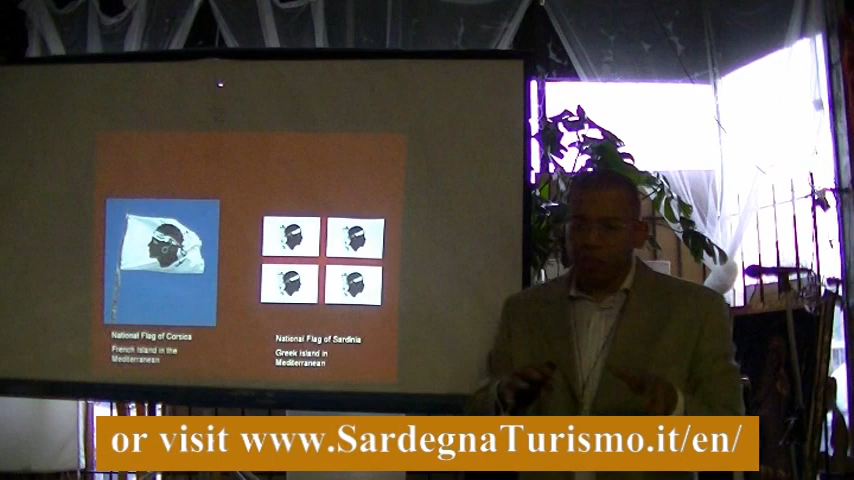 National Flag of Corsica
French Island in the
Mediterranean
National Flag of Sardinia
Greek island in
Mediterranean
or visit www.SardegnaTurismo.it/en/